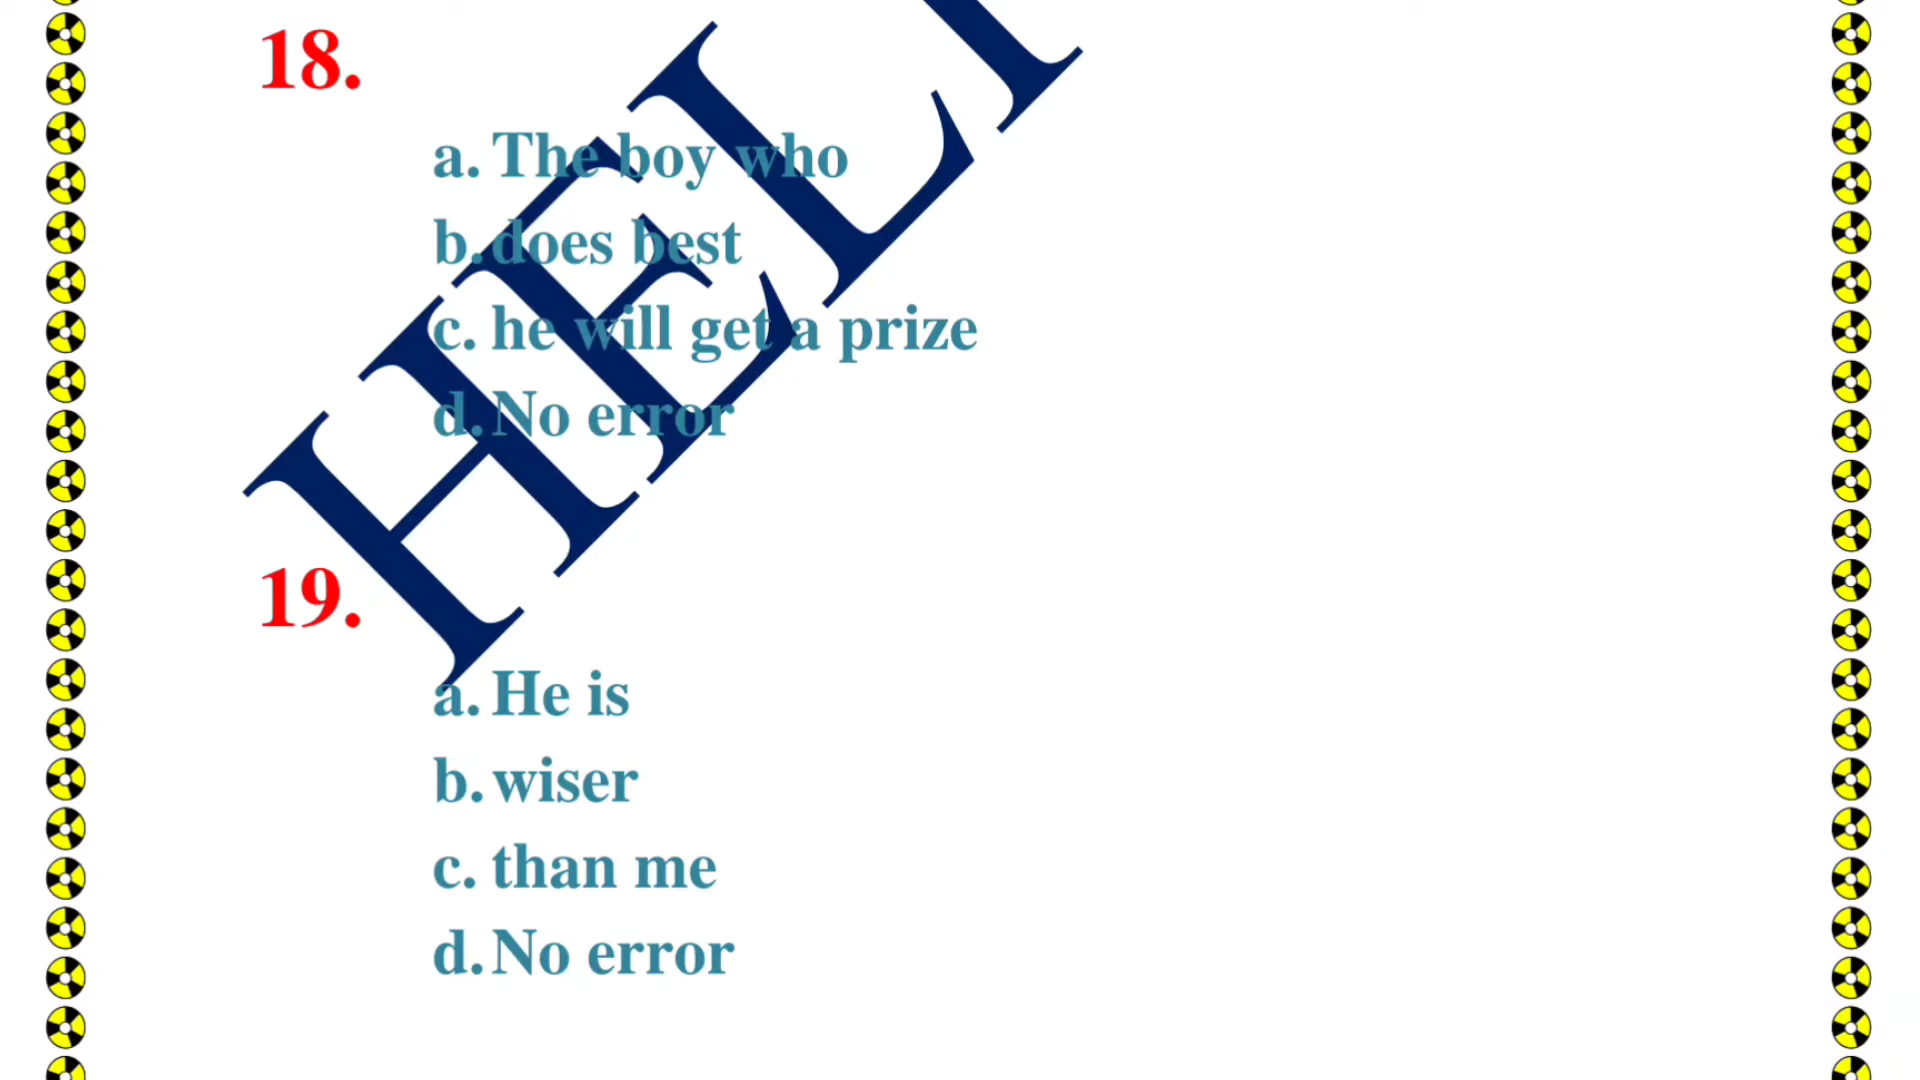 18.
a. The boy who
b. does best
c. he will get a prize
d. No error
19.
a. He is
b. wiser
c. than me
d. No error